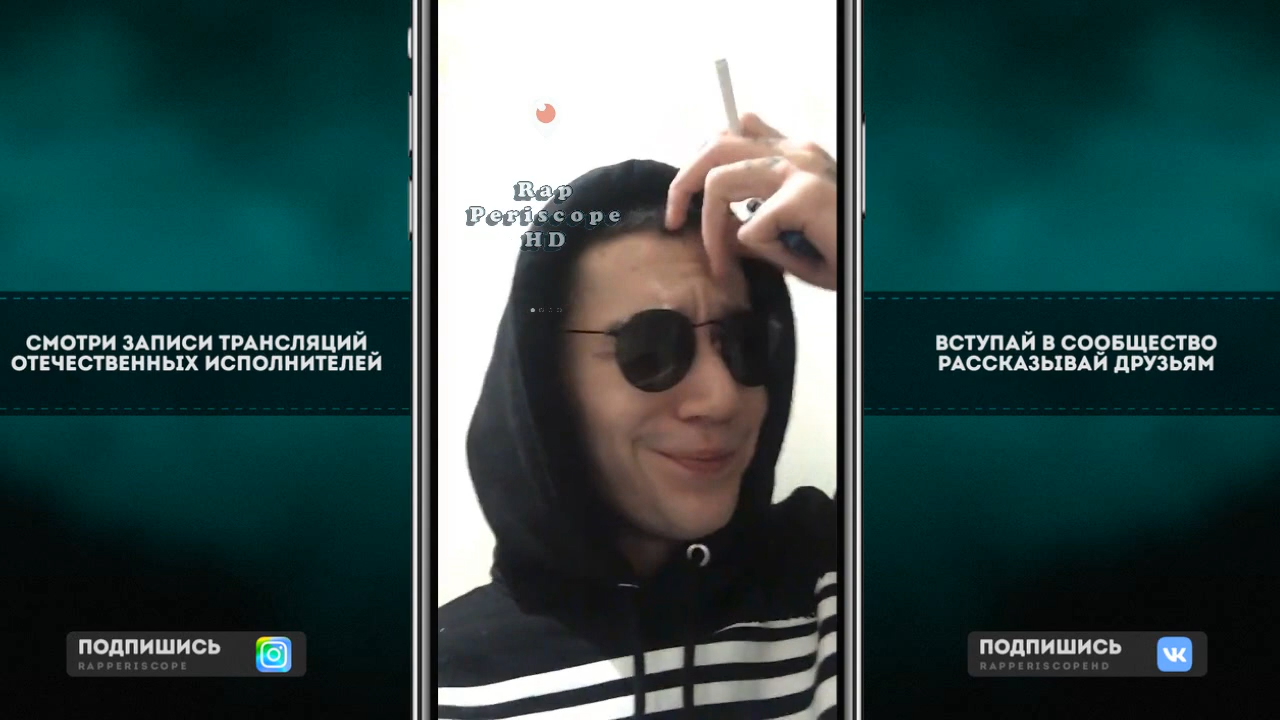 Rap
Periscope
HD
СМОТРИ ЗАПИСИ ТРАНСЛЯЦИЙ
ОТЕЧЕСТВЕННЫХ ИСПОЛНИТЕЛЕЙ
ВСТУПАЙ В СООБЩЕСТВО
РАССКАЗЫВАЙ ДРУЗЬЯМ
ПОДПИШИСЬ
RAPPERISCOPE
ПОДПИШИСЬ
RAPPERISCOPEHD